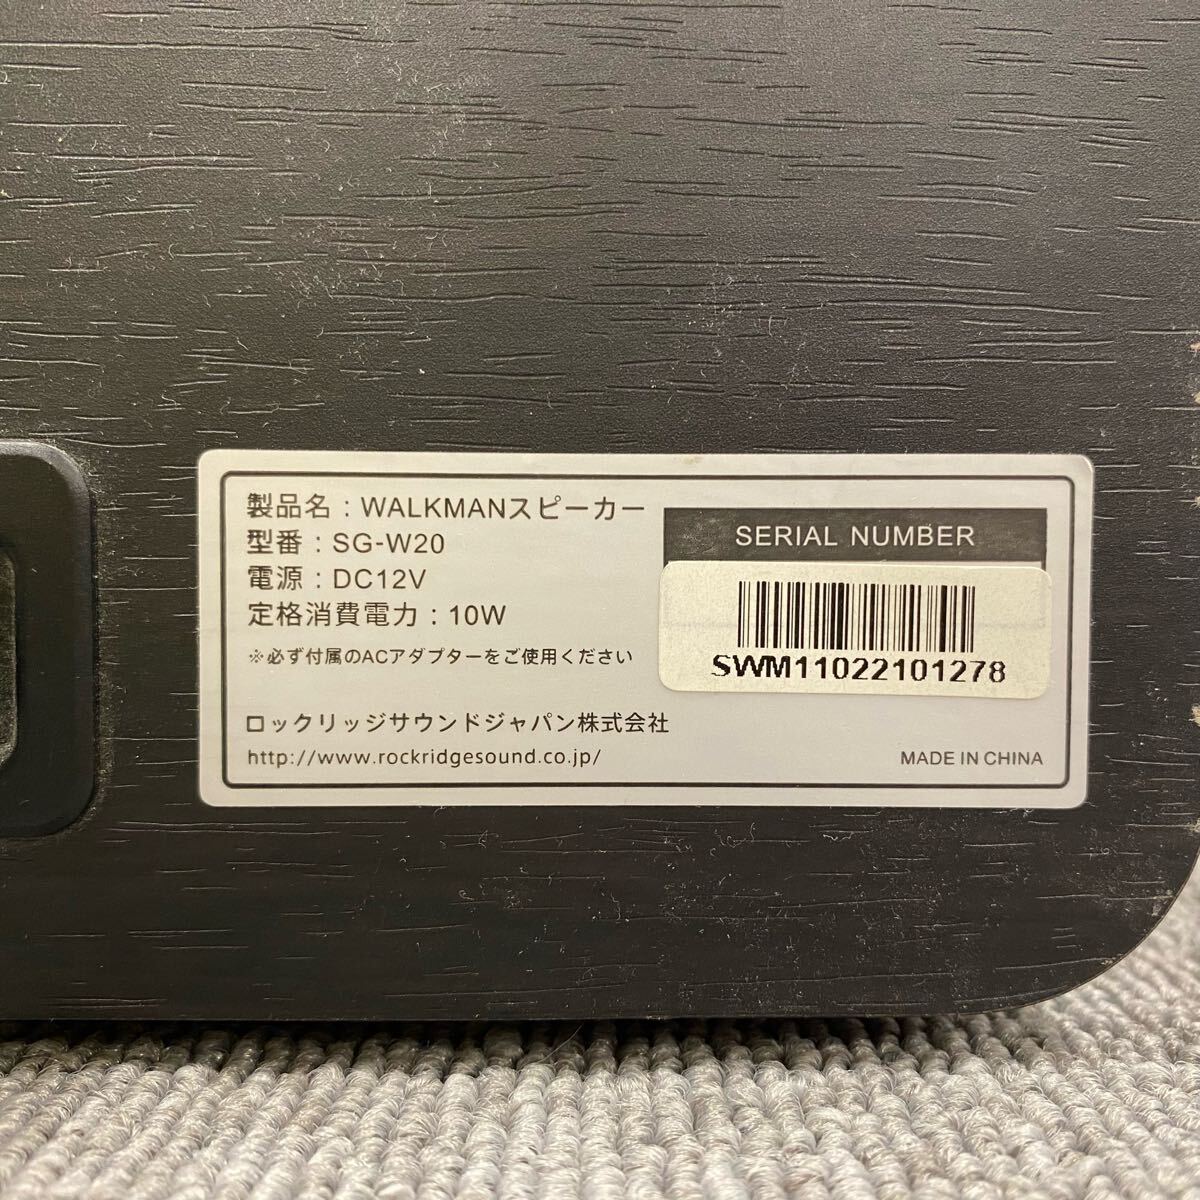 製品名：WALKMANスピーカー
型番：SG-W20
電源：DC12V
定格消費電力：10W
※必ず付属のACアダプターをご使用ください
SERIAL NUMBER
SWM11022101278
ロックリッジサウンドジャパン株式会社
http://www.rockridgesound.co.jp/
MADE IN CHINA